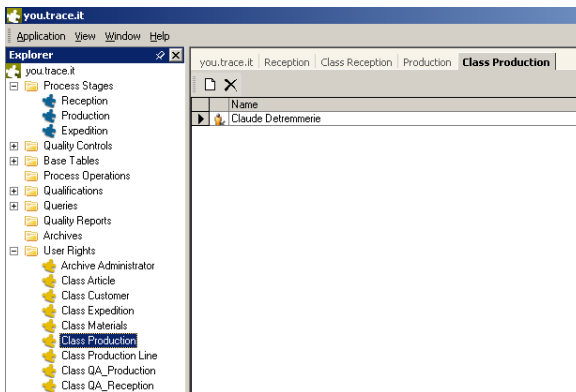 you.trace.it
Application View Window Help
Explorer
you.trace.it
Process Stages
Reception
Production
Expedition
Quality Controls
Base Tables
Process Operations
Qualifications
Queries
Quality Reports
Archives
User Rights
Archive Administrator
Class Article
Class Customer
Class Expedition
Class Materials
Class Production
Class Production Line
Class QA_Production
Class QA_Reception
you.trace.it Reception Class Reception Production Class Production
Name
Claude Detremmerie